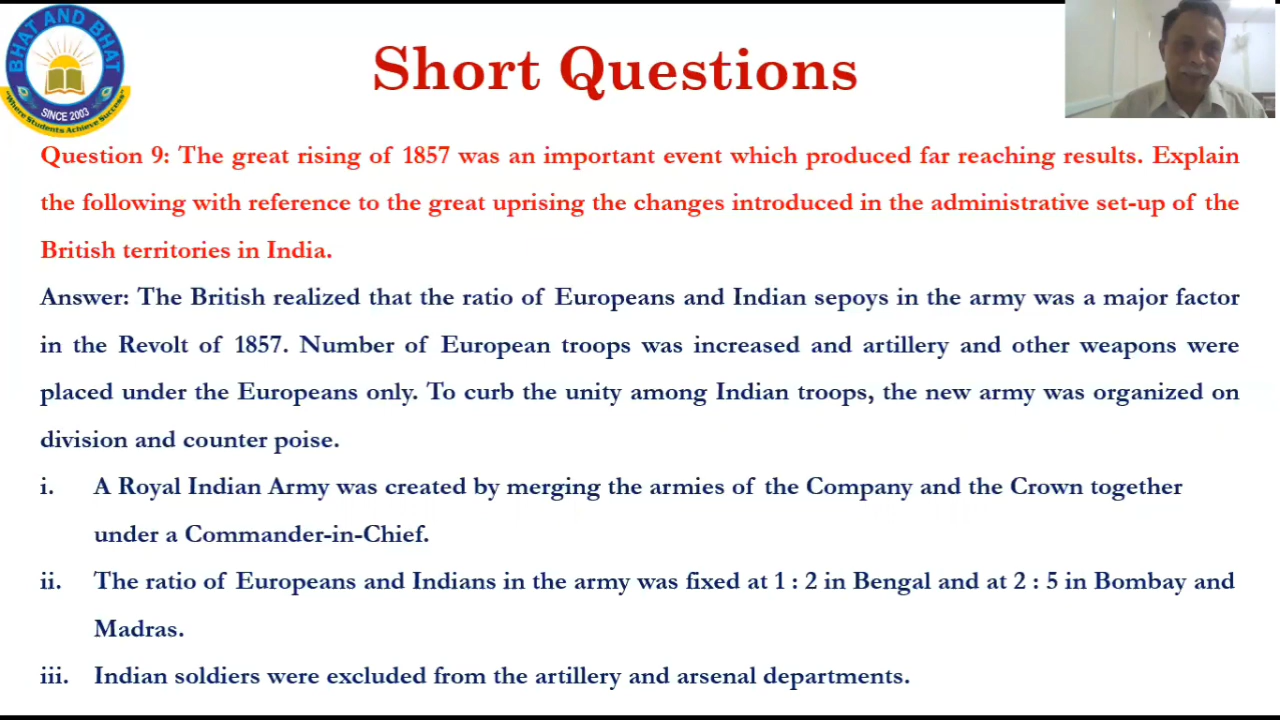 BHAT AND BHAT
SINCE 2003
"Where Students Achieve Success"
Short Questions
Question 9: The great rising of 1857 was an important event which produced far reaching results. Explain
the following with reference to the great uprising the changes introduced in the administrative set-up of the
British territories in India.
Answer: The British realized that the ratio of Europeans and Indian sepoys in the army was a major factor
in the Revolt of 1857. Number of European troops was increased and artillery and other weapons were
placed under the Europeans only. To curb the unity among Indian troops, the new army was organized on
division and counter poise.
i. A Royal Indian Army was created by merging the armies of the Company and the Crown together
under a Commander-in-Chief.
ii. The ratio of Europeans and Indians in the army was fixed at 1 : 2 in Bengal and at 2 : 5 in Bombay and
Madras.
iii. Indian soldiers were excluded from the artillery and arsenal departments.